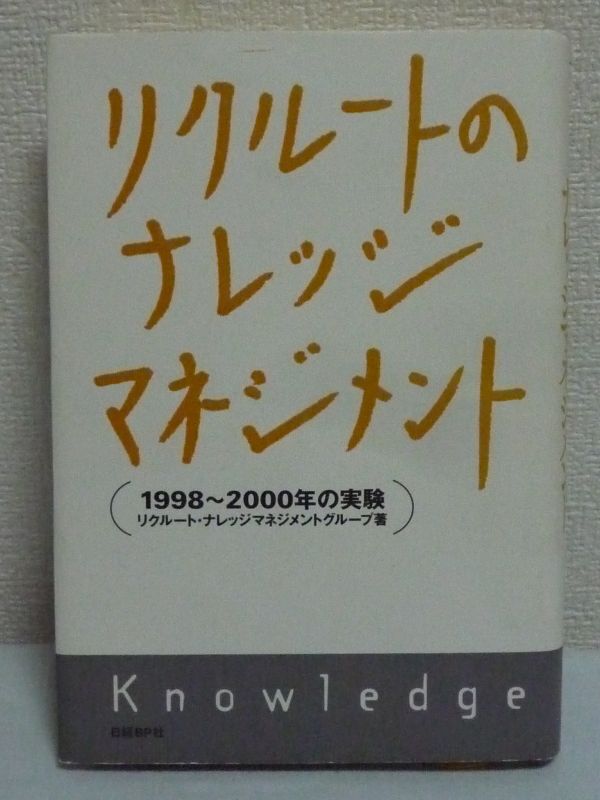 リクルートの
ナレッジ
マネジメント
1998～2000年の実験
リクルート・ナレッジマネジメントグループ著
Knowledge
日経BP社